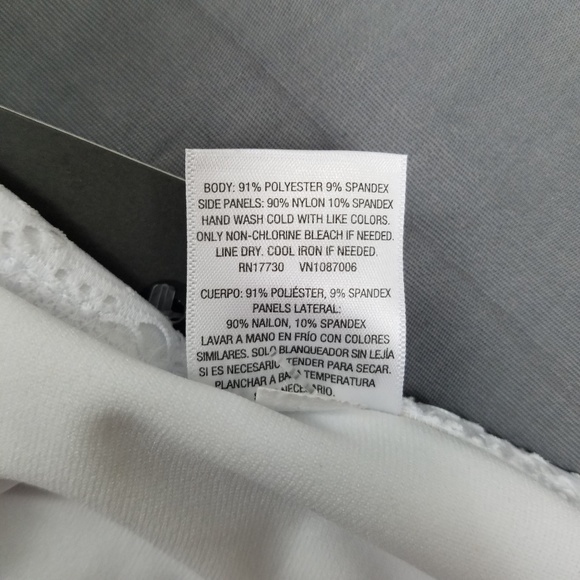 BODY: 91% POLYESTER 9% SPANDEX
SIDE PANELS: 90% NYLON 10% SPANDEX
HAND WASH COLD WITH LIKE COLORS.
ONLY NON-CHLORINE BLEACH IF NEEDED.
LINE DRY. COOL IRON IF NEEDED.
RN17730 VN1087006
CUERPO: 91% POLIÉSTER, 9% SPANDEX
PANELS LATERAL:
90% NAILON, 10% SPANDEX
LAVAR A MANO EN FRÍO CON COLORES
SIMILARES. SOLO BLANQUEADOR SIN LEJÍA
SI ES NECESARIO. TENDER PARA SECAR.
PLANCHAR A BAJA TEMPERATURA